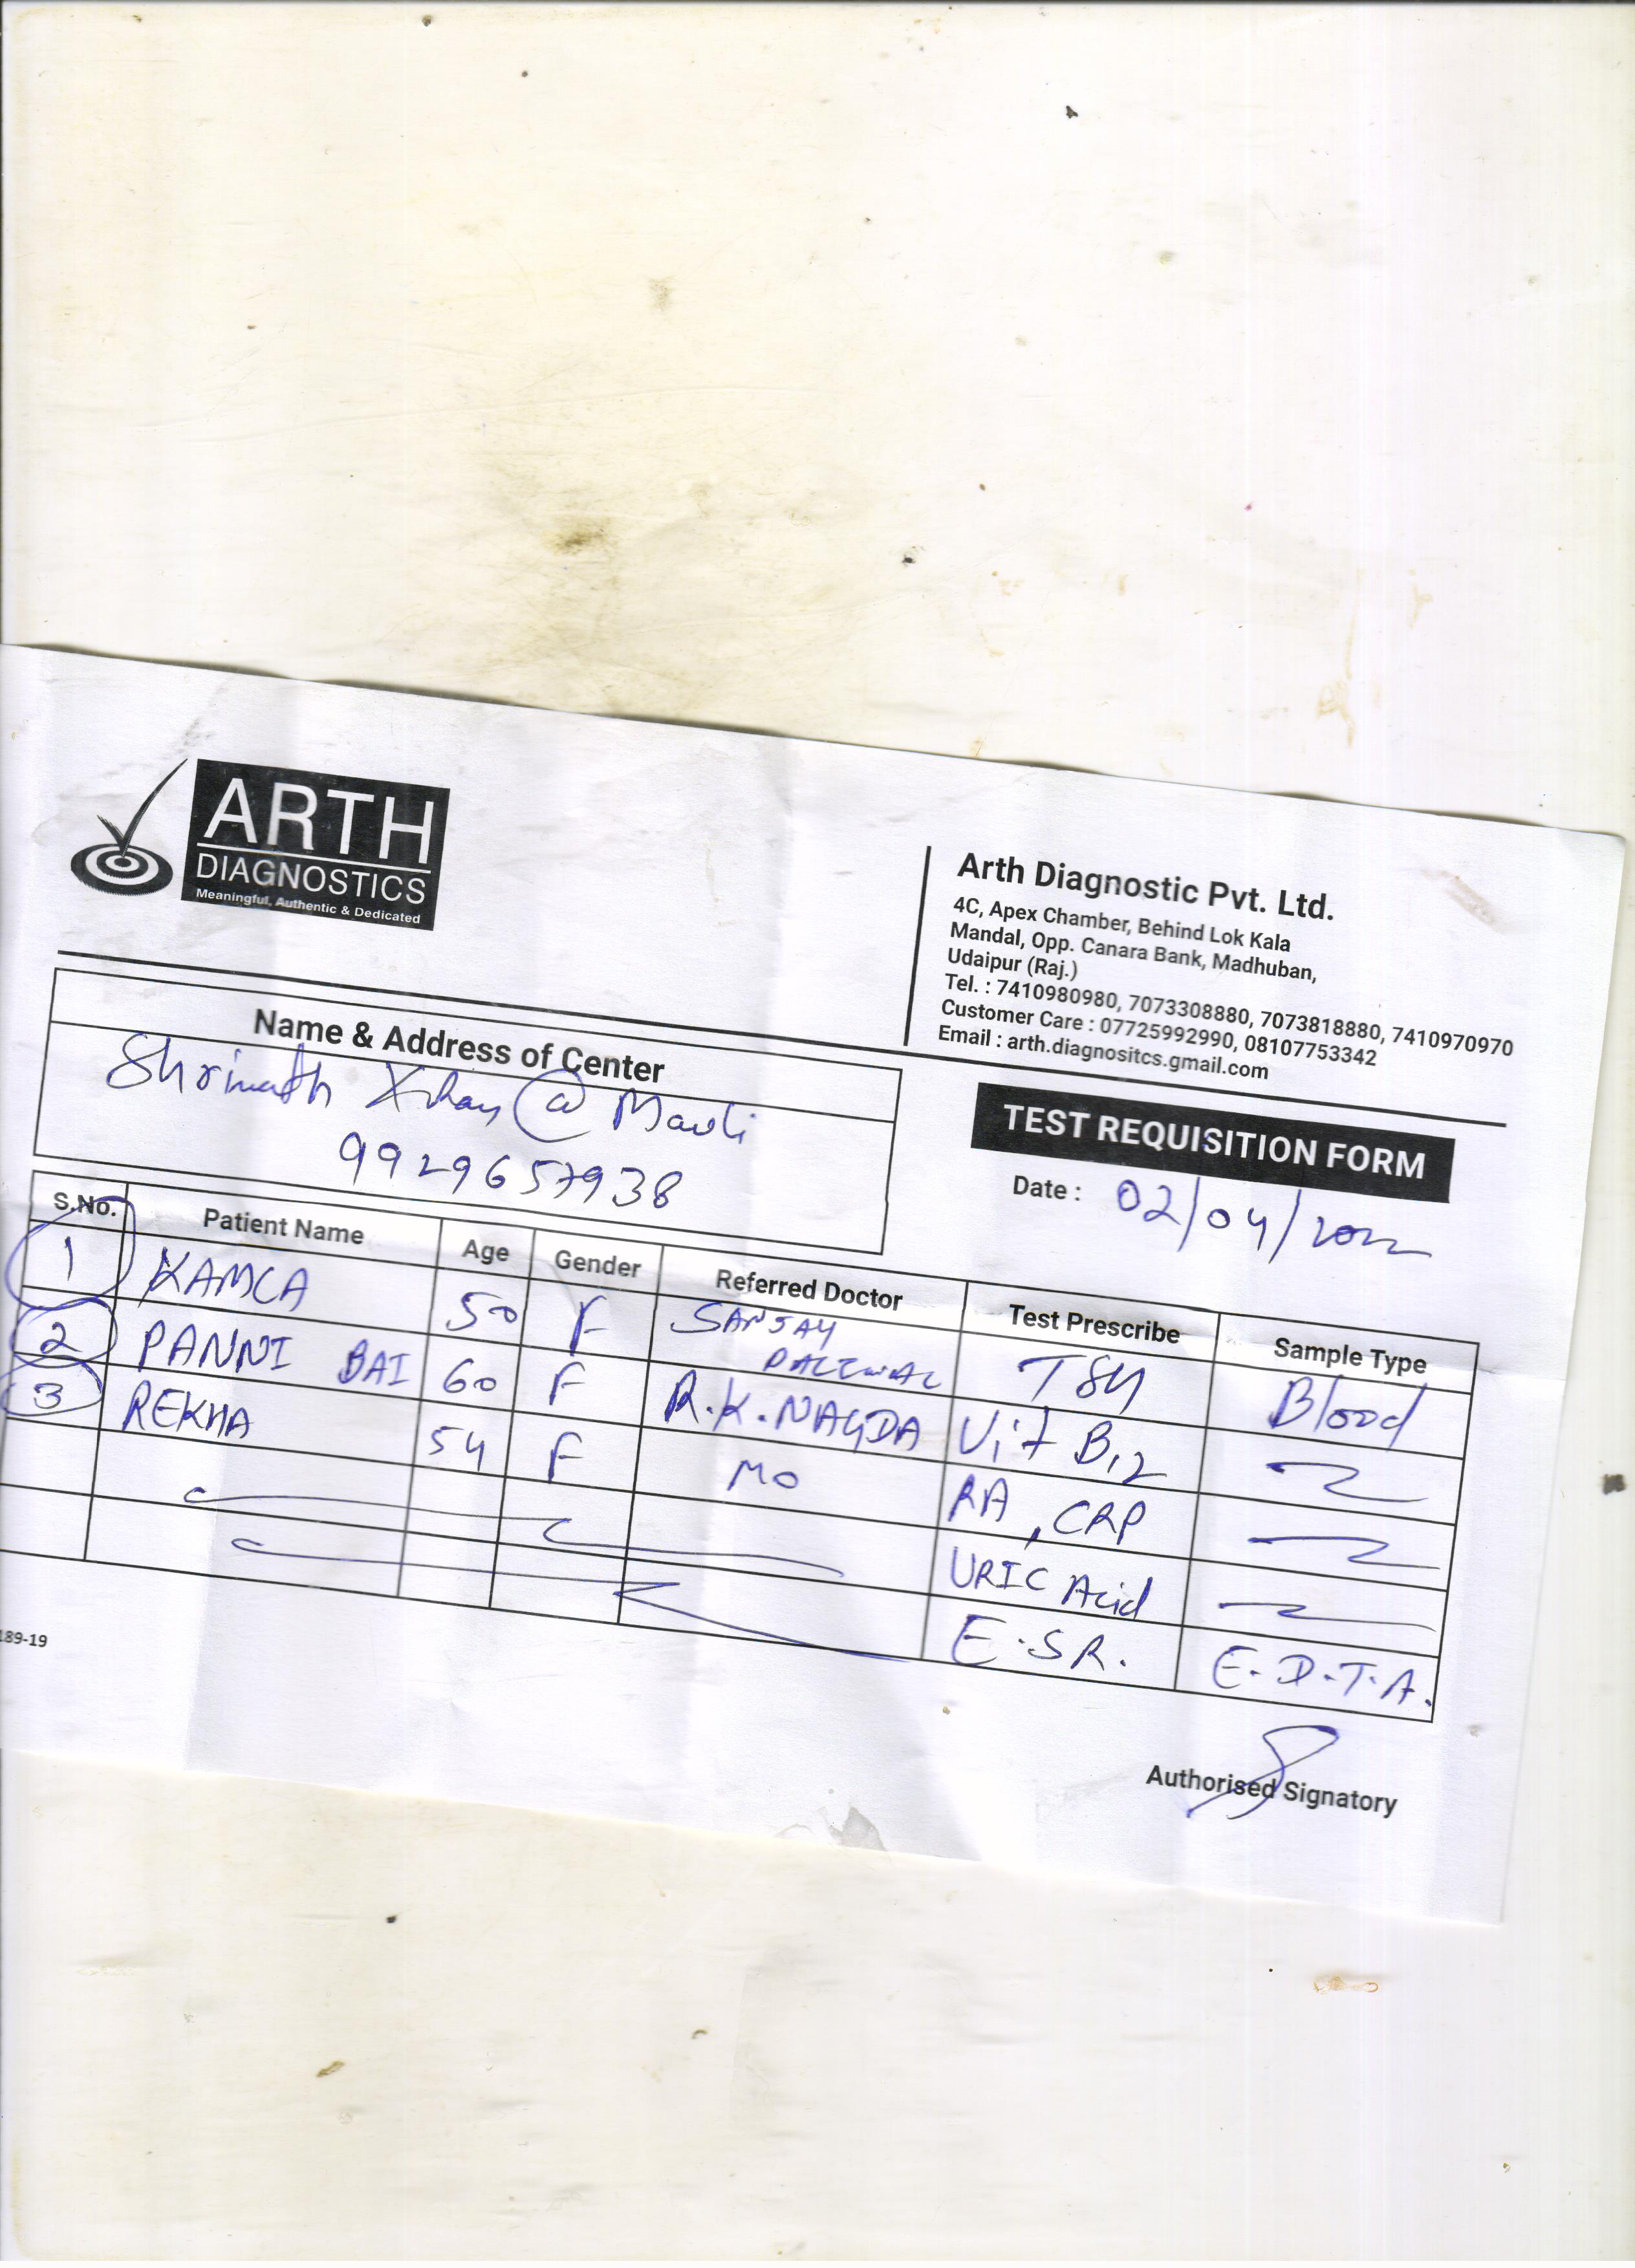 ARTH
DIAGNOSTICS
Meaningful, Authentic & Dedicated
Arth Diagnostic Pvt. Ltd.
4C, Apex Chamber, Behind Lok Kala
Mandal, Opp. Canara Bank, Madhuban,
Udaipur (Raj.)
Tel. : 7410980980, 7073308880, 7073818880, 7410970970
Customer Care : 07725992990, 08107753342
Email : arth.diagnositcs.gmail.com
Name & Address of Center
Shrinath Xray @ Mavli
9929657938
TEST REQUISITION FORM
Date : 02/04/2022
S.No. Patient Name Age Gender Referred Doctor Test Prescribe Sample Type
1 KAMLA 50 F SANJAY PALIWAL TSH Blood
2 PANNI BAI 60 F R.K. NAGDA Vit B12
3 REKHA 54 F MO RA, CRP
URIC Acid
E.S.R. E.D.T.A.
189-19
Authorised Signatory